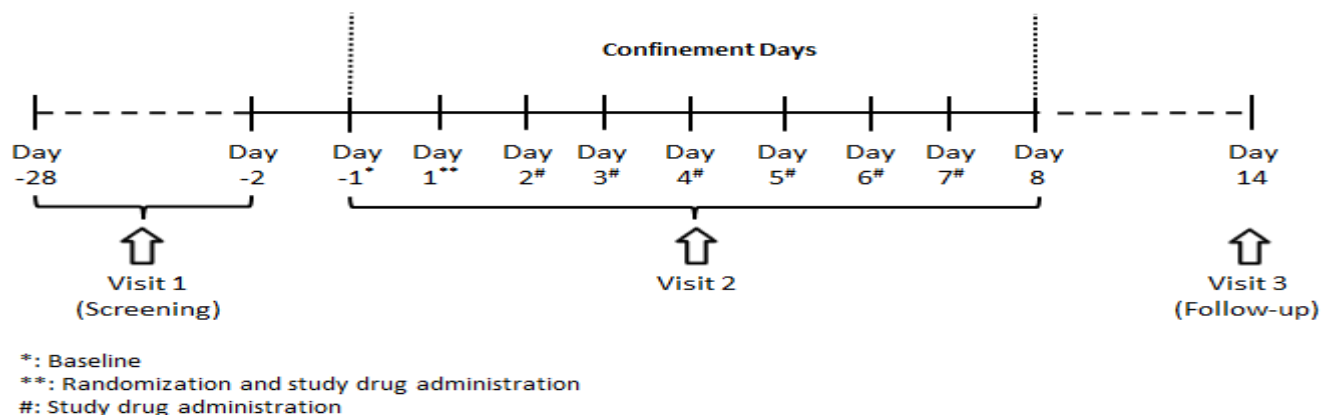 Confinement Days
Day Day Day Day Day Day Day Day Day Day Day Day
-28 -2 -1* 1** 2# 3# 4# 5# 6# 7# 8 14
Visit 1 Visit 2 Visit 3
(Screening) (Follow-up)
*: Baseline
**: Randomization and study drug administration
#: Study drug administration